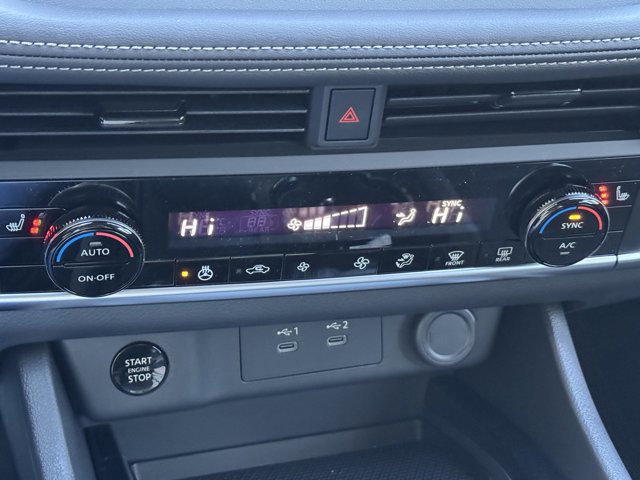 SYNC
Hi Hi
AUTO
ON·OFF
SYNC
A/C
FRONT
REAR
1 2
START
ENGINE
STOP